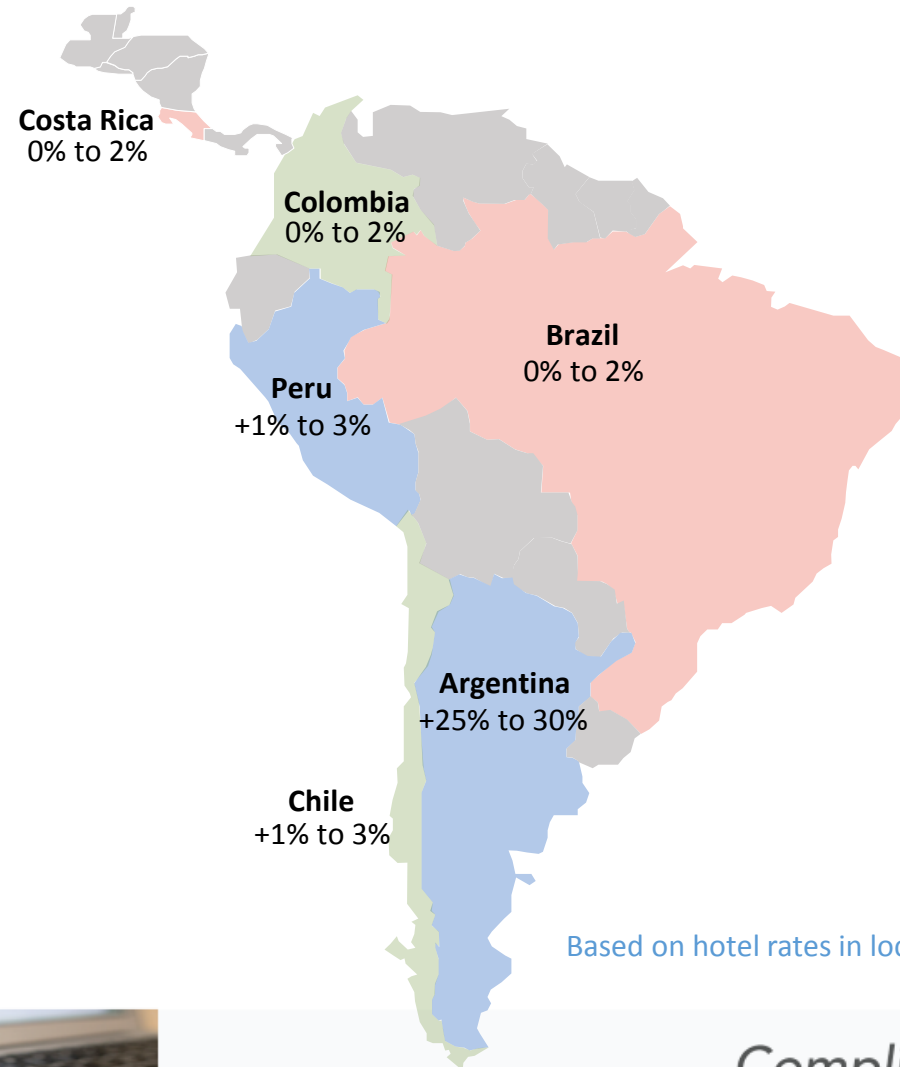 Costa Rica
0% to 2%
Colombia
0% to 2%
Brazil
0% to 2%
Peru
+1% to 3%
Argentina
+25% to 30%
Chile
+1% to 3%
Based on hotel rates in